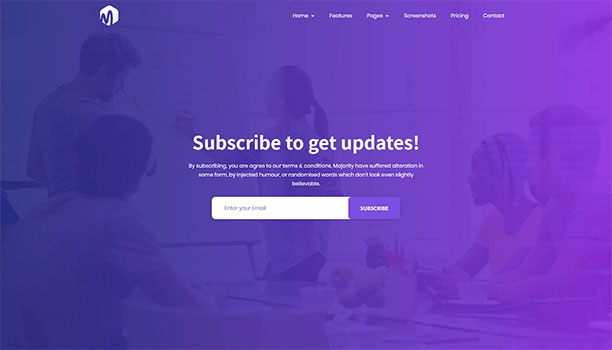 Home Features Pages Screenshots Pricing Contact
Subscribe to get updates!
By subscribing, you are agree to our terms & conditions. Majority have suffered alteration in
some form, by injected humour, or randomised words which don't look even slightly
believable.
Enter your Email SUBSCRIBE